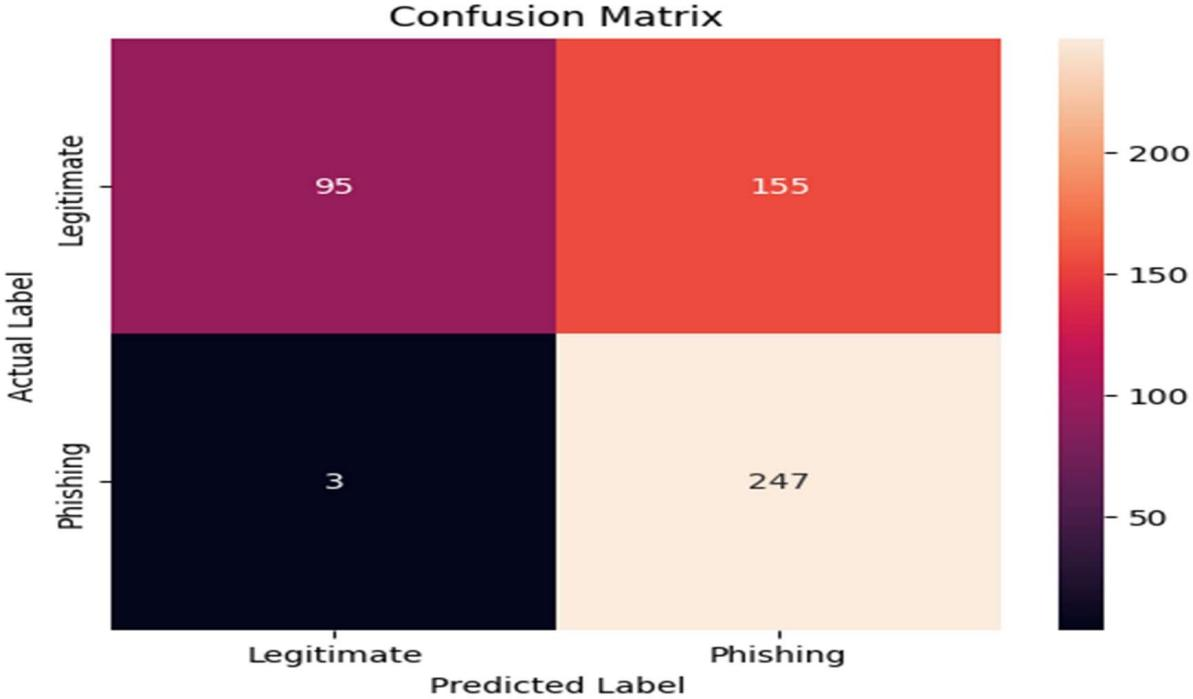 Confusion Matrix
Actual Label
Legitimate
95
155
Phishing
3
247
Legitimate
Phishing
Predicted Label
200
150
100
50